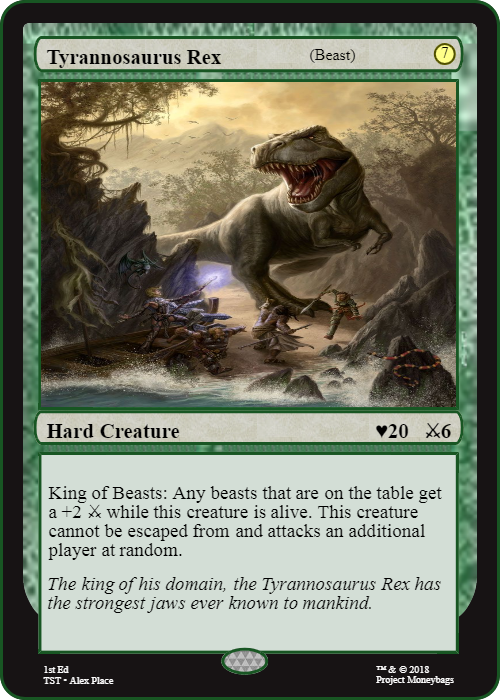 Tyrannosaurus Rex (Beast) 7
Hard Creature ♥20 ⚔6
King of Beasts: Any beasts that are on the table get
a +2 ⚔ while this creature is alive. This creature
cannot be escaped from and attacks an additional
player at random.
The king of his domain, the Tyrannosaurus Rex has
the strongest jaws ever known to mankind.
1st Ed
TST • Alex Place
™ & © 2018
Project Moneybags